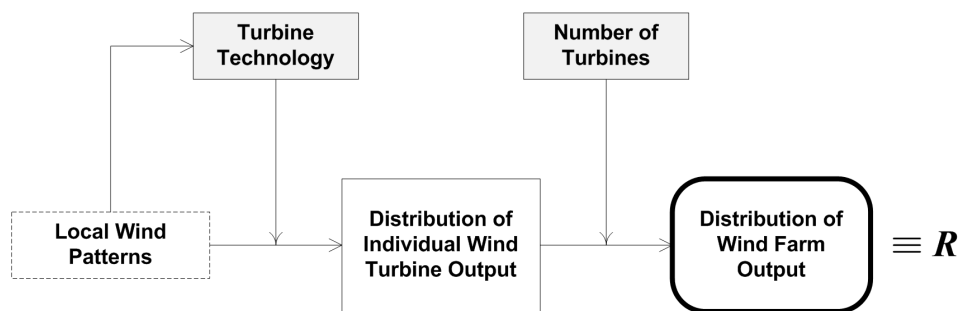 Turbine
Technology
Number of
Turbines
Local Wind
Patterns
Distribution of
Individual Wind
Turbine Output
Distribution of
Wind Farm
Output
≡ R